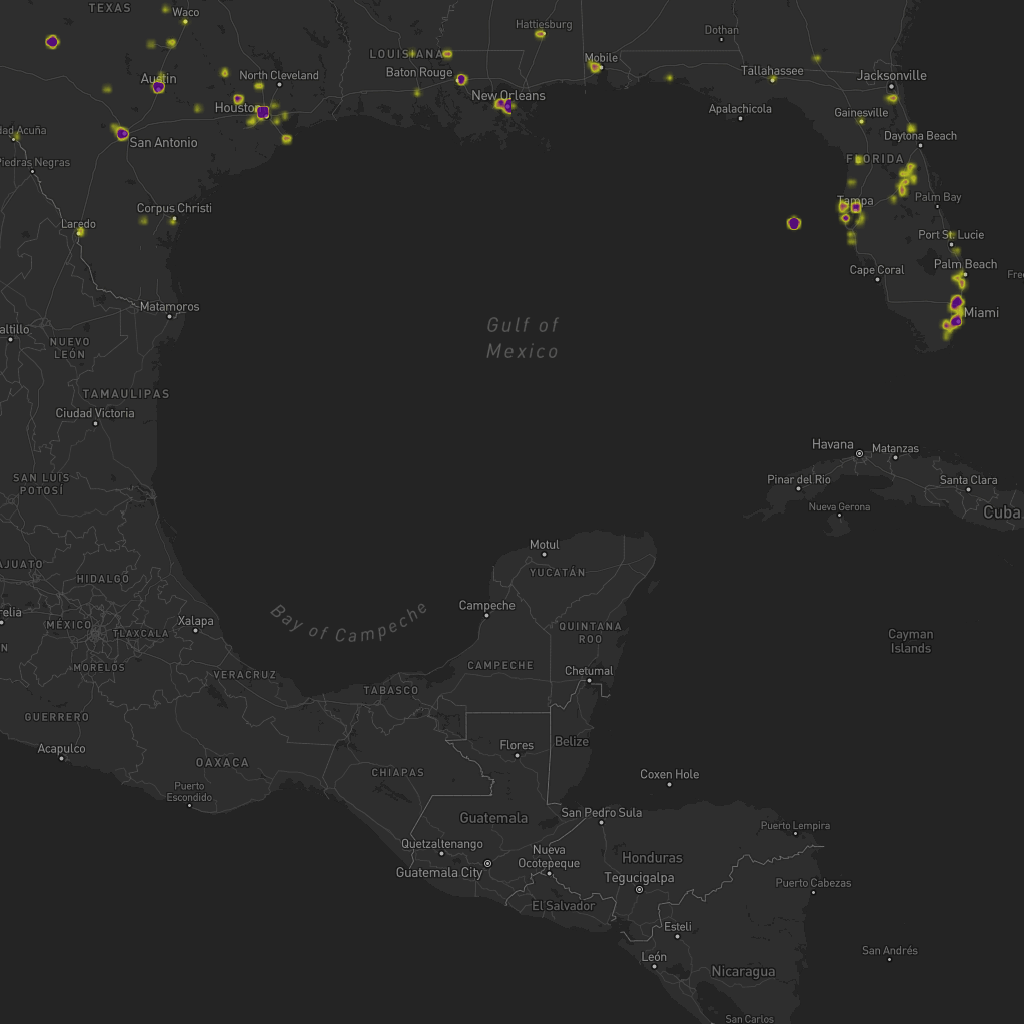 TEXAS
Waco
Hattiesburg
Dothan
LOUISIANA
Mobile
Baton Rouge
Tallahassee
Austin
North Cleveland
Jacksonville
New Orleans
Houston
Apalachicola
Gainesville
dad Acuña
San Antonio
Daytona Beach
Piedras Negras
FLORIDA
Palm Bay
Tampa
Corpus Christi
Laredo
Port St. Lucie
Palm Beach
Cape Coral
Free
Matamoros
Miami
altillo
Gulf of
Mexico
NUEVO
LEÓN
TAMAULIPAS
Ciudad Victoria
Havana
Matanzas
SAN LUIS
POTOSÍ
Pinar del Rio
Santa Clara
Nueva Gerona
Cuba
Motul
YUCATÁN
AJUATO
HIDALGO
Campeche
relia
Bay of Campeche
Xalapa
MÉXICO
TLAXCALA
QUINTANA
ROO
Cayman
Islands
N
MORELOS
CAMPECHE
VERACRUZ
Chetumal
TABASCO
GUERRERO
Acapulco
Flores
Belize
OAXACA
CHIAPAS
Coxen Hole
Puerto
Escondido
Guatemala
San Pedro Sula
Puerto Lempira
Quetzaltenango
Nueva
Ocotepeque
Honduras
Guatemala City
Tegucigalpa
Puerto Cabezas
El Salvador
Esteli
San Andrés
León
Nicaragua
San Carlos